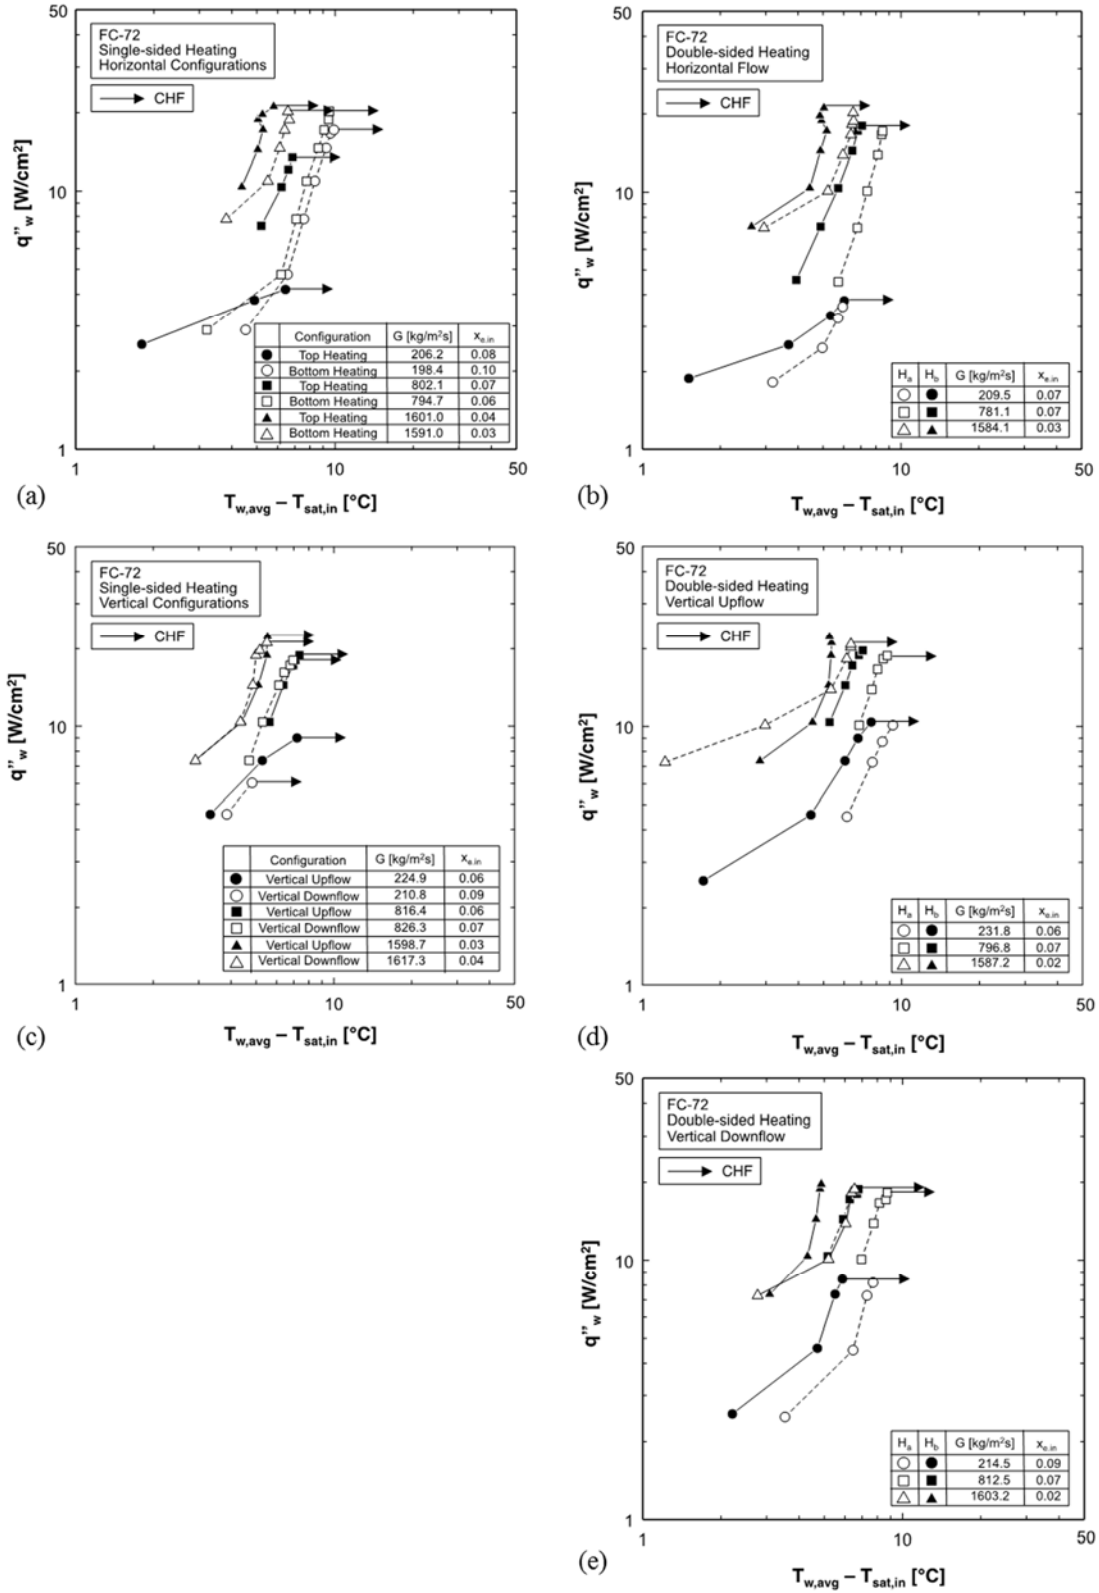 50
FC-72
Single-sided Heating
Horizontal Configurations
CHF
10
q"w [W/cm²]
Configuration G [kg/m²s] xe,in
Top Heating 206.2 0.08
Bottom Heating 198.4 0.10
Top Heating 802.1 0.07
Bottom Heating 794.7 0.06
Top Heating 1601.0 0.04
Bottom Heating 1591.0 0.03
1
1 10 50
(a)
Tw,avg – Tsat,in [°C]
50
FC-72
Double-sided Heating
Horizontal Flow
CHF
10
q"w [W/cm²]
Ha Hb G [kg/m²s] xe,in
209.5 0.07
781.1 0.07
1584.1 0.03
1
1 10 50
(b)
Tw,avg – Tsat,in [°C]
50
FC-72
Single-sided Heating
Vertical Configurations
CHF
10
q"w [W/cm²]
Configuration G [kg/m²s] xe,in
Vertical Upflow 224.9 0.06
Vertical Downflow 210.8 0.09
Vertical Upflow 816.4 0.06
Vertical Downflow 826.3 0.07
Vertical Upflow 1598.7 0.03
Vertical Downflow 1617.3 0.04
1
1 10 50
(c)
Tw,avg – Tsat,in [°C]
50
FC-72
Double-sided Heating
Vertical Upflow
CHF
10
q"w [W/cm²]
Ha Hb G [kg/m²s] xe,in
231.8 0.06
796.8 0.07
1587.2 0.02
1
1 10 50
(d)
Tw,avg – Tsat,in [°C]
50
FC-72
Double-sided Heating
Vertical Downflow
CHF
10
q"w [W/cm²]
Ha Hb G [kg/m²s] xe,in
214.5 0.09
812.5 0.07
1603.2 0.02
1
1 10 50
(e)
Tw,avg – Tsat,in [°C]